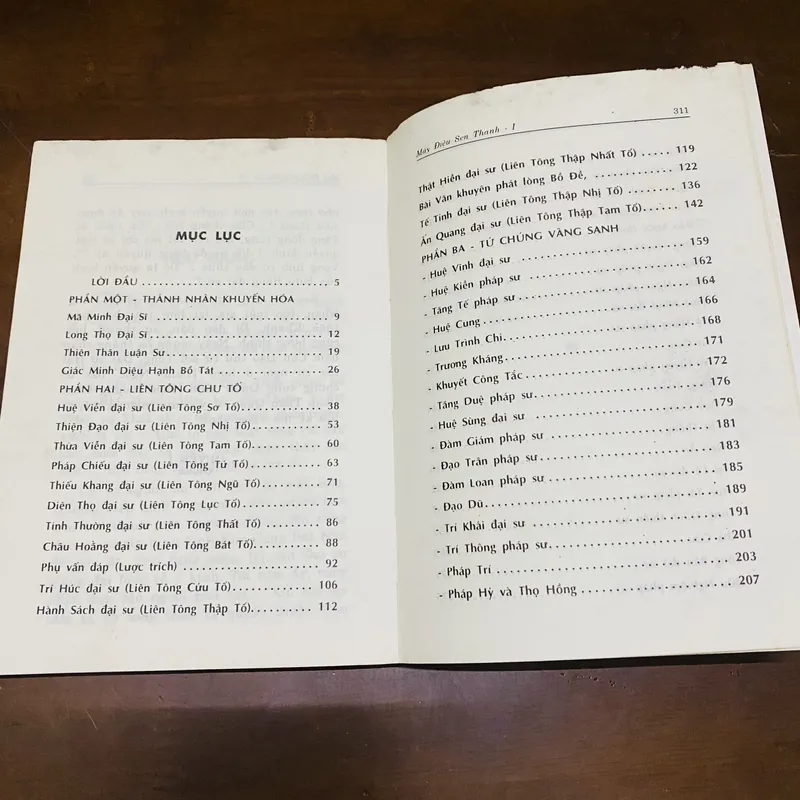 MỤC LỤC
LỜI ĐẦU ..................................... 5
PHẦN MỘT - THÁNH NHÂN KHUYẾN HÓA
Mã Minh Đại Sĩ ............................. 9
Long Thọ Đại Sĩ ............................ 12
Thiên Thân Luận Sư ......................... 19
Giác Minh Diệu Hạnh Bồ Tát ................. 26
PHẦN HAI - LIÊN TÔNG CHƯ TỔ
Huệ Viễn đại sư (Liên Tông Sơ Tổ) .......... 38
Thiện Đạo đại sư (Liên Tông Nhị Tổ) ........ 53
Thừa Viễn đại sư (Liên Tông Tam Tổ) ........ 60
Pháp Chiếu đại sư (Liên Tông Tứ Tổ) ........ 63
Thiếu Khang đại sư (Liên Tông Ngũ Tổ) ...... 71
Diên Thọ đại sư (Liên Tông Lục Tổ) ......... 75
Tỉnh Thường đại sư (Liên Tông Thất Tổ) ..... 86
Châu Hoằng đại sư (Liên Tông Bát Tổ) ....... 88
Phụ vấn đáp (Lược trích) ................... 92
Trí Húc đại sư (Liên Tông Cửu Tổ) .......... 106
Hành Sách đại sư (Liên Tông Thập Tổ) ....... 112
Mấy Điệu Sen Thanh - I 311
Thật Hiền đại sư (Liên Tông Thập Nhất Tổ) ..... 119
Bài Văn khuyên phát lòng Bồ Đề, ............... 122
Tế Tỉnh đại sư (Liên Tông Thập Nhị Tổ) ........ 136
Ấn Quang đại sư (Liên Tông Thập Tam Tổ) ....... 142
PHẦN BA - TỨ CHÚNG VÃNG SANH
- Huệ Vĩnh đại sư ............................. 159
- Huệ Kiền pháp sư ............................ 162
- Tăng Tế pháp sư ............................. 164
- Huệ Cung .................................... 166
- Lưu Trình Chi ............................... 168
- Trương Kháng ................................ 171
- Khuyết Công Tắc ............................. 172
- Tăng Duệ pháp sư ............................ 176
- Huệ Sùng đại sư ............................. 179
- Đàm Giám pháp sư ............................ 181
- Đạo Trân pháp sư ............................ 183
- Đàm Loan pháp sư ............................ 185
- Đạo Dũ ...................................... 189
- Trí Khải đại sư ............................. 191
- Trí Thông pháp sư ........................... 201
- Pháp Trí .................................... 203
- Pháp Hỷ và Thọ Hồng ......................... 207